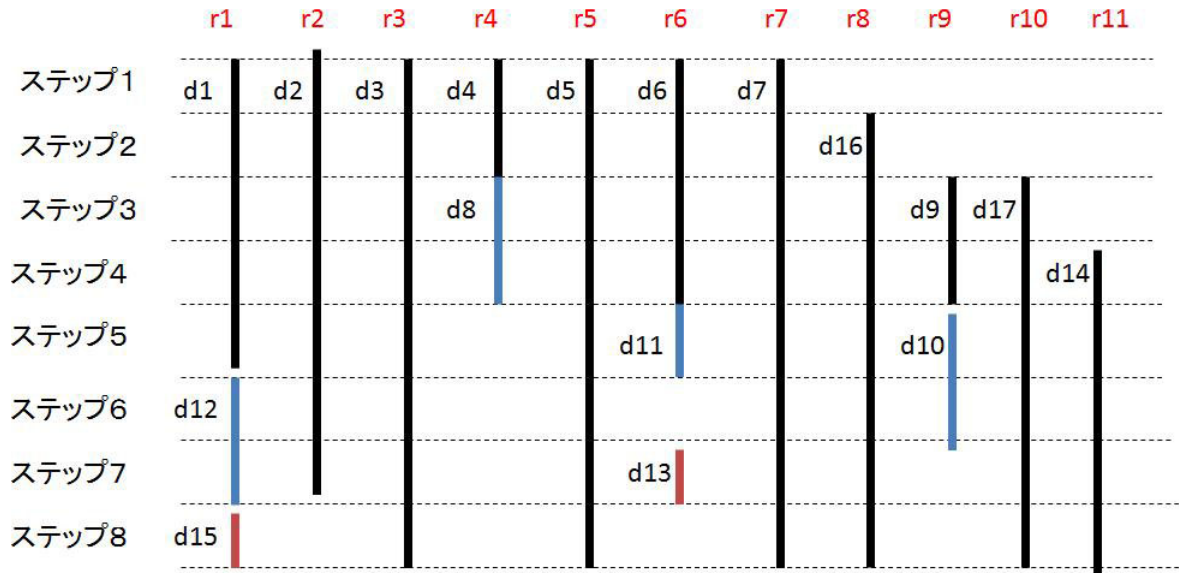 r1 r2 r3 r4 r5 r6 r7 r8 r9 r10 r11
ステップ1 d1 d2 d3 d4 d5 d6 d7
ステップ2 d16
ステップ3 d8 d9 d17
ステップ4 d14
ステップ5 d11 d10
ステップ6 d12
ステップ7 d13
ステップ8 d15